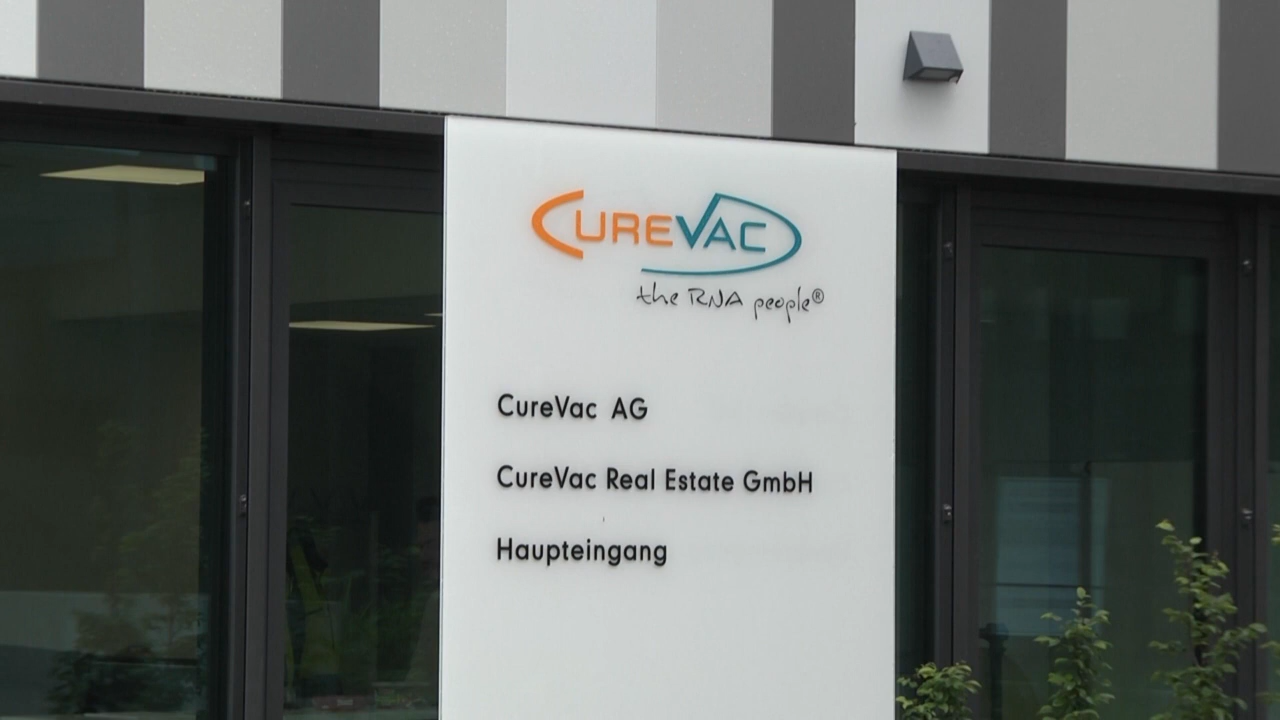 CUREVAC
the RNA people®
CureVac AG
CureVac Real Estate GmbH
Haupteingang